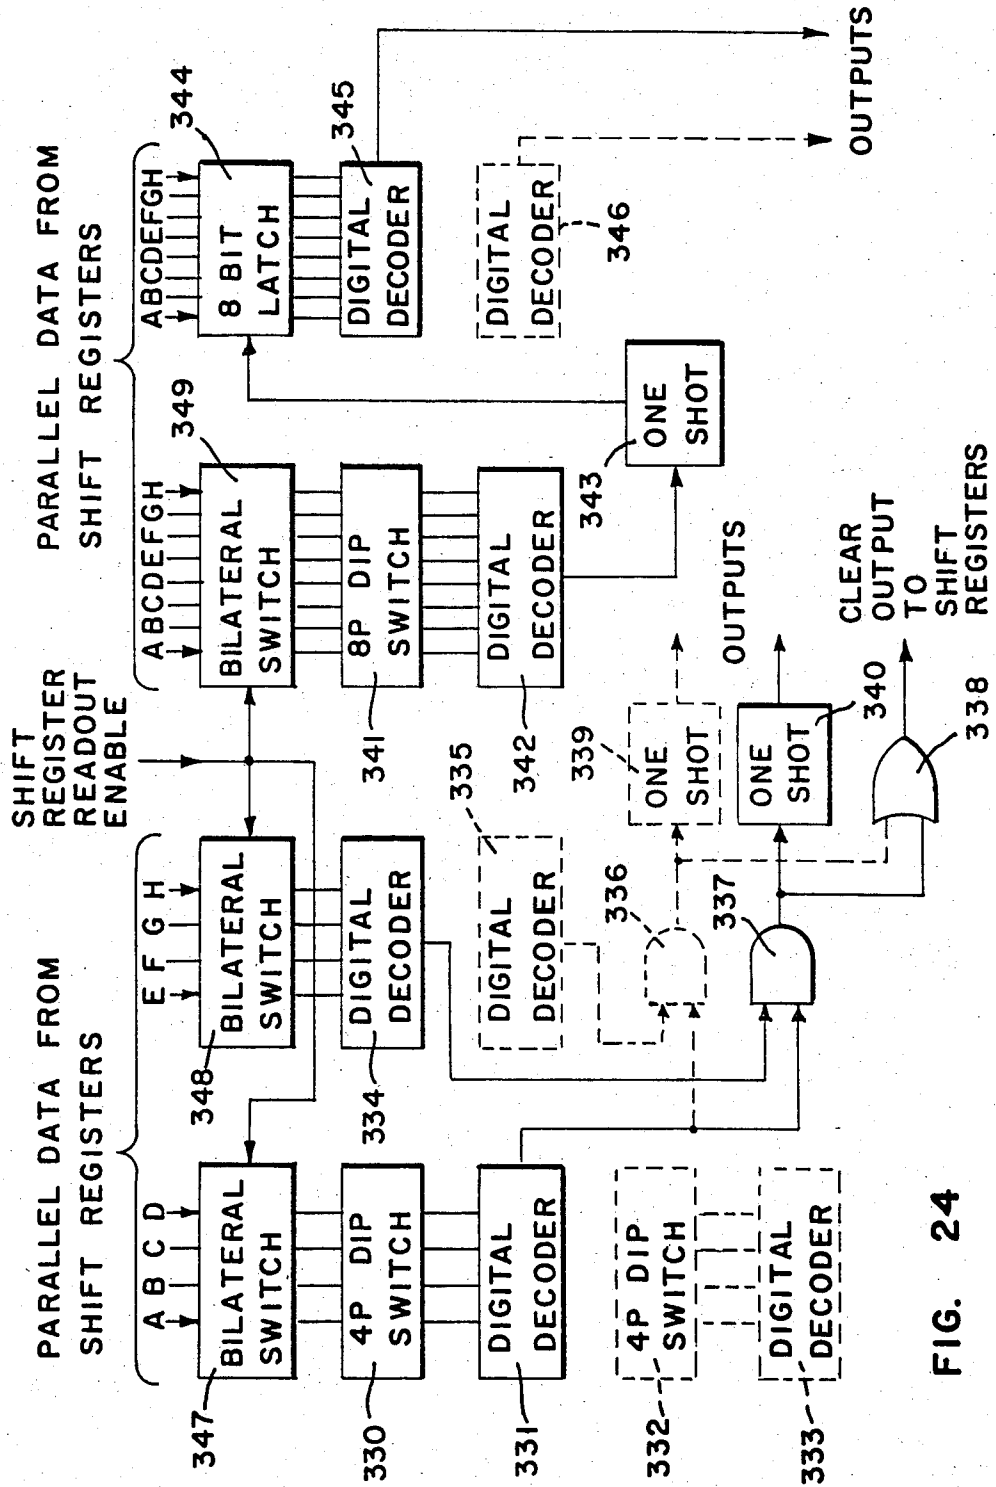 PARALLEL DATA FROM
SHIFT REGISTERS
A B C D
E F G H
SHIFT
REGISTER
READOUT
ENABLE
PARALLEL DATA FROM
SHIFT REGISTERS
ABCDEFGH
ABCDEFGH
347
BILATERAL
SWITCH
348
BILATERAL
SWITCH
BILATERAL
SWITCH
349
8 BIT
LATCH
344
330
4P DIP
SWITCH
334
DIGITAL
DECODER
341
8P DIP
SWITCH
DIGITAL
DECODER
345
331
DIGITAL
DECODER
DIGITAL
DECODER
335
342
DIGITAL
DECODER
DIGITAL
DECODER
346
332
4P DIP
SWITCH
336
339
ONE
SHOT
343
ONE
SHOT
333
DIGITAL
DECODER
337
ONE
SHOT
340
OUTPUTS
OUTPUTS
338
CLEAR
OUTPUT
TO
SHIFT
REGISTERS
FIG. 24